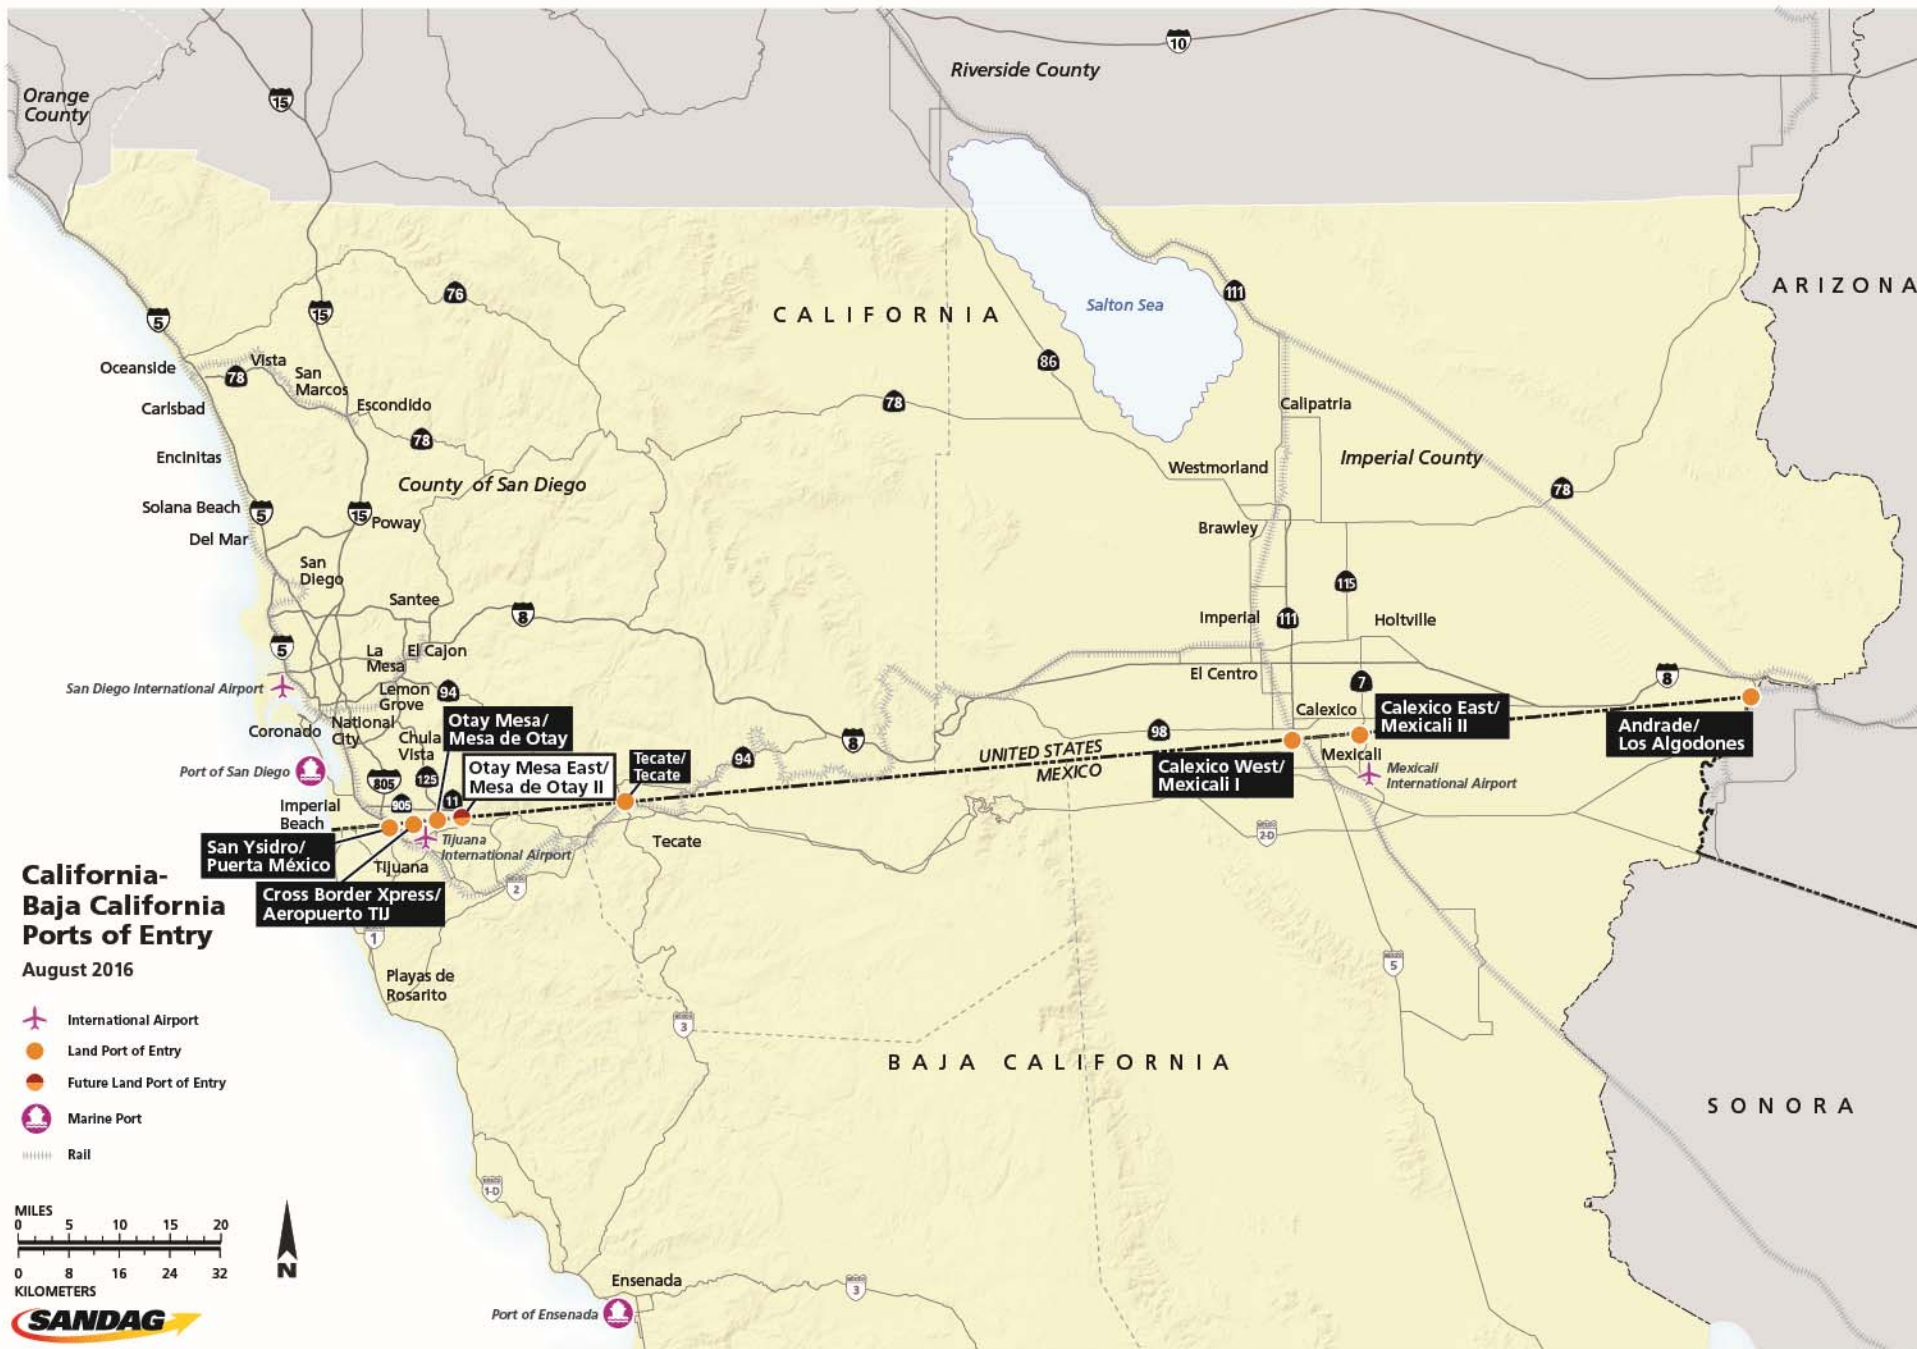 10
Riverside County
Orange
County
15
ARIZONA
76
111
CALIFORNIA
Salton Sea
15
5
86
Oceanside
Vista
78
San
Marcos
78
Carlsbad
Escondido
Calipatria
78
Encinitas
Westmorland
Imperial County
County of San Diego
78
Solana Beach
5
15
Poway
Brawley
Del Mar
San
Diego
115
Santee
8
Imperial
111
Holtville
5
La
Mesa
El Cajon
El Centro
8
San Diego International Airport
Lemon
Grove
94
7
Coronado
National
City
Chula
Vista
Otay Mesa/
Mesa de Otay
Calexico
Calexico East/
Mexicali II
Andrade/
Los Algodones
98
8
UNITED STATES
MEXICO
94
Mexicali
Port of San Diego
805
125
Otay Mesa East/
Mesa de Otay II
Tecate/
Tecate
Calexico West/
Mexicali I
Mexicali
International Airport
Imperial
Beach
905
11
San Ysidro/
Puerta México
Tijuana
International Airport
Tecate
MEXICO
2-D
Tijuana
MEXICO
2
Cross Border Xpress/
Aeropuerto TIJ
California-
Baja California
Ports of Entry
August 2016
MEXICO
1
Playas de
Rosarito
MEXICO
5
MEXICO
3
BAJA CALIFORNIA
SONORA
International Airport
Land Port of Entry
Future Land Port of Entry
Marine Port
Rail
MEXICO
1-D
MILES
0 5 10 15 20
0 8 16 24 32
KILOMETERS
N
Ensenada
MEXICO
3
Port of Ensenada
SANDAG